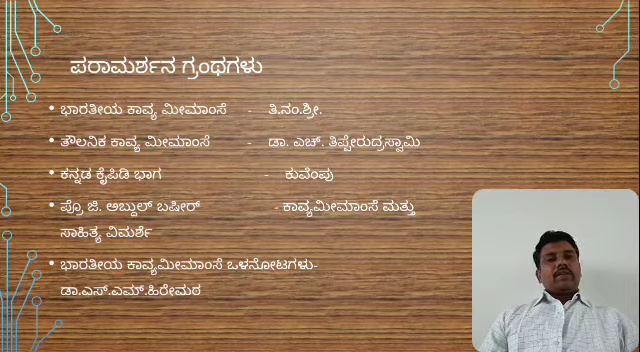 ಪರಾಮರ್ಶನ ಗ್ರಂಥಗಳು
• ಭಾರತೀಯ ಕಾವ್ಯ ಮೀಮಾಂಸೆ - ತಿ.ನಂ.ಶ್ರೀ.
• ತೌಲನಿಕ ಕಾವ್ಯ ಮೀಮಾಂಸೆ - ಡಾ. ಎಚ್. ತಿಪ್ಪೇರುದ್ರಸ್ವಾಮಿ
• ಕನ್ನಡ ಕೈಪಿಡಿ ಭಾಗ - ಕುವೆಂಪು
• ಪ್ರೊ ಜಿ. ಅಬ್ದುಲ್ ಬಷೀರ್ - ಕಾವ್ಯಮೀಮಾಂಸೆ ಮತ್ತು
ಸಾಹಿತ್ಯ ವಿಮರ್ಶೆ
• ಭಾರತೀಯ ಕಾವ್ಯಮೀಮಾಂಸೆ ಒಳನೋಟಗಳು-
ಡಾ.ಎಸ್.ಎಮ್.ಹಿರೇಮಠ